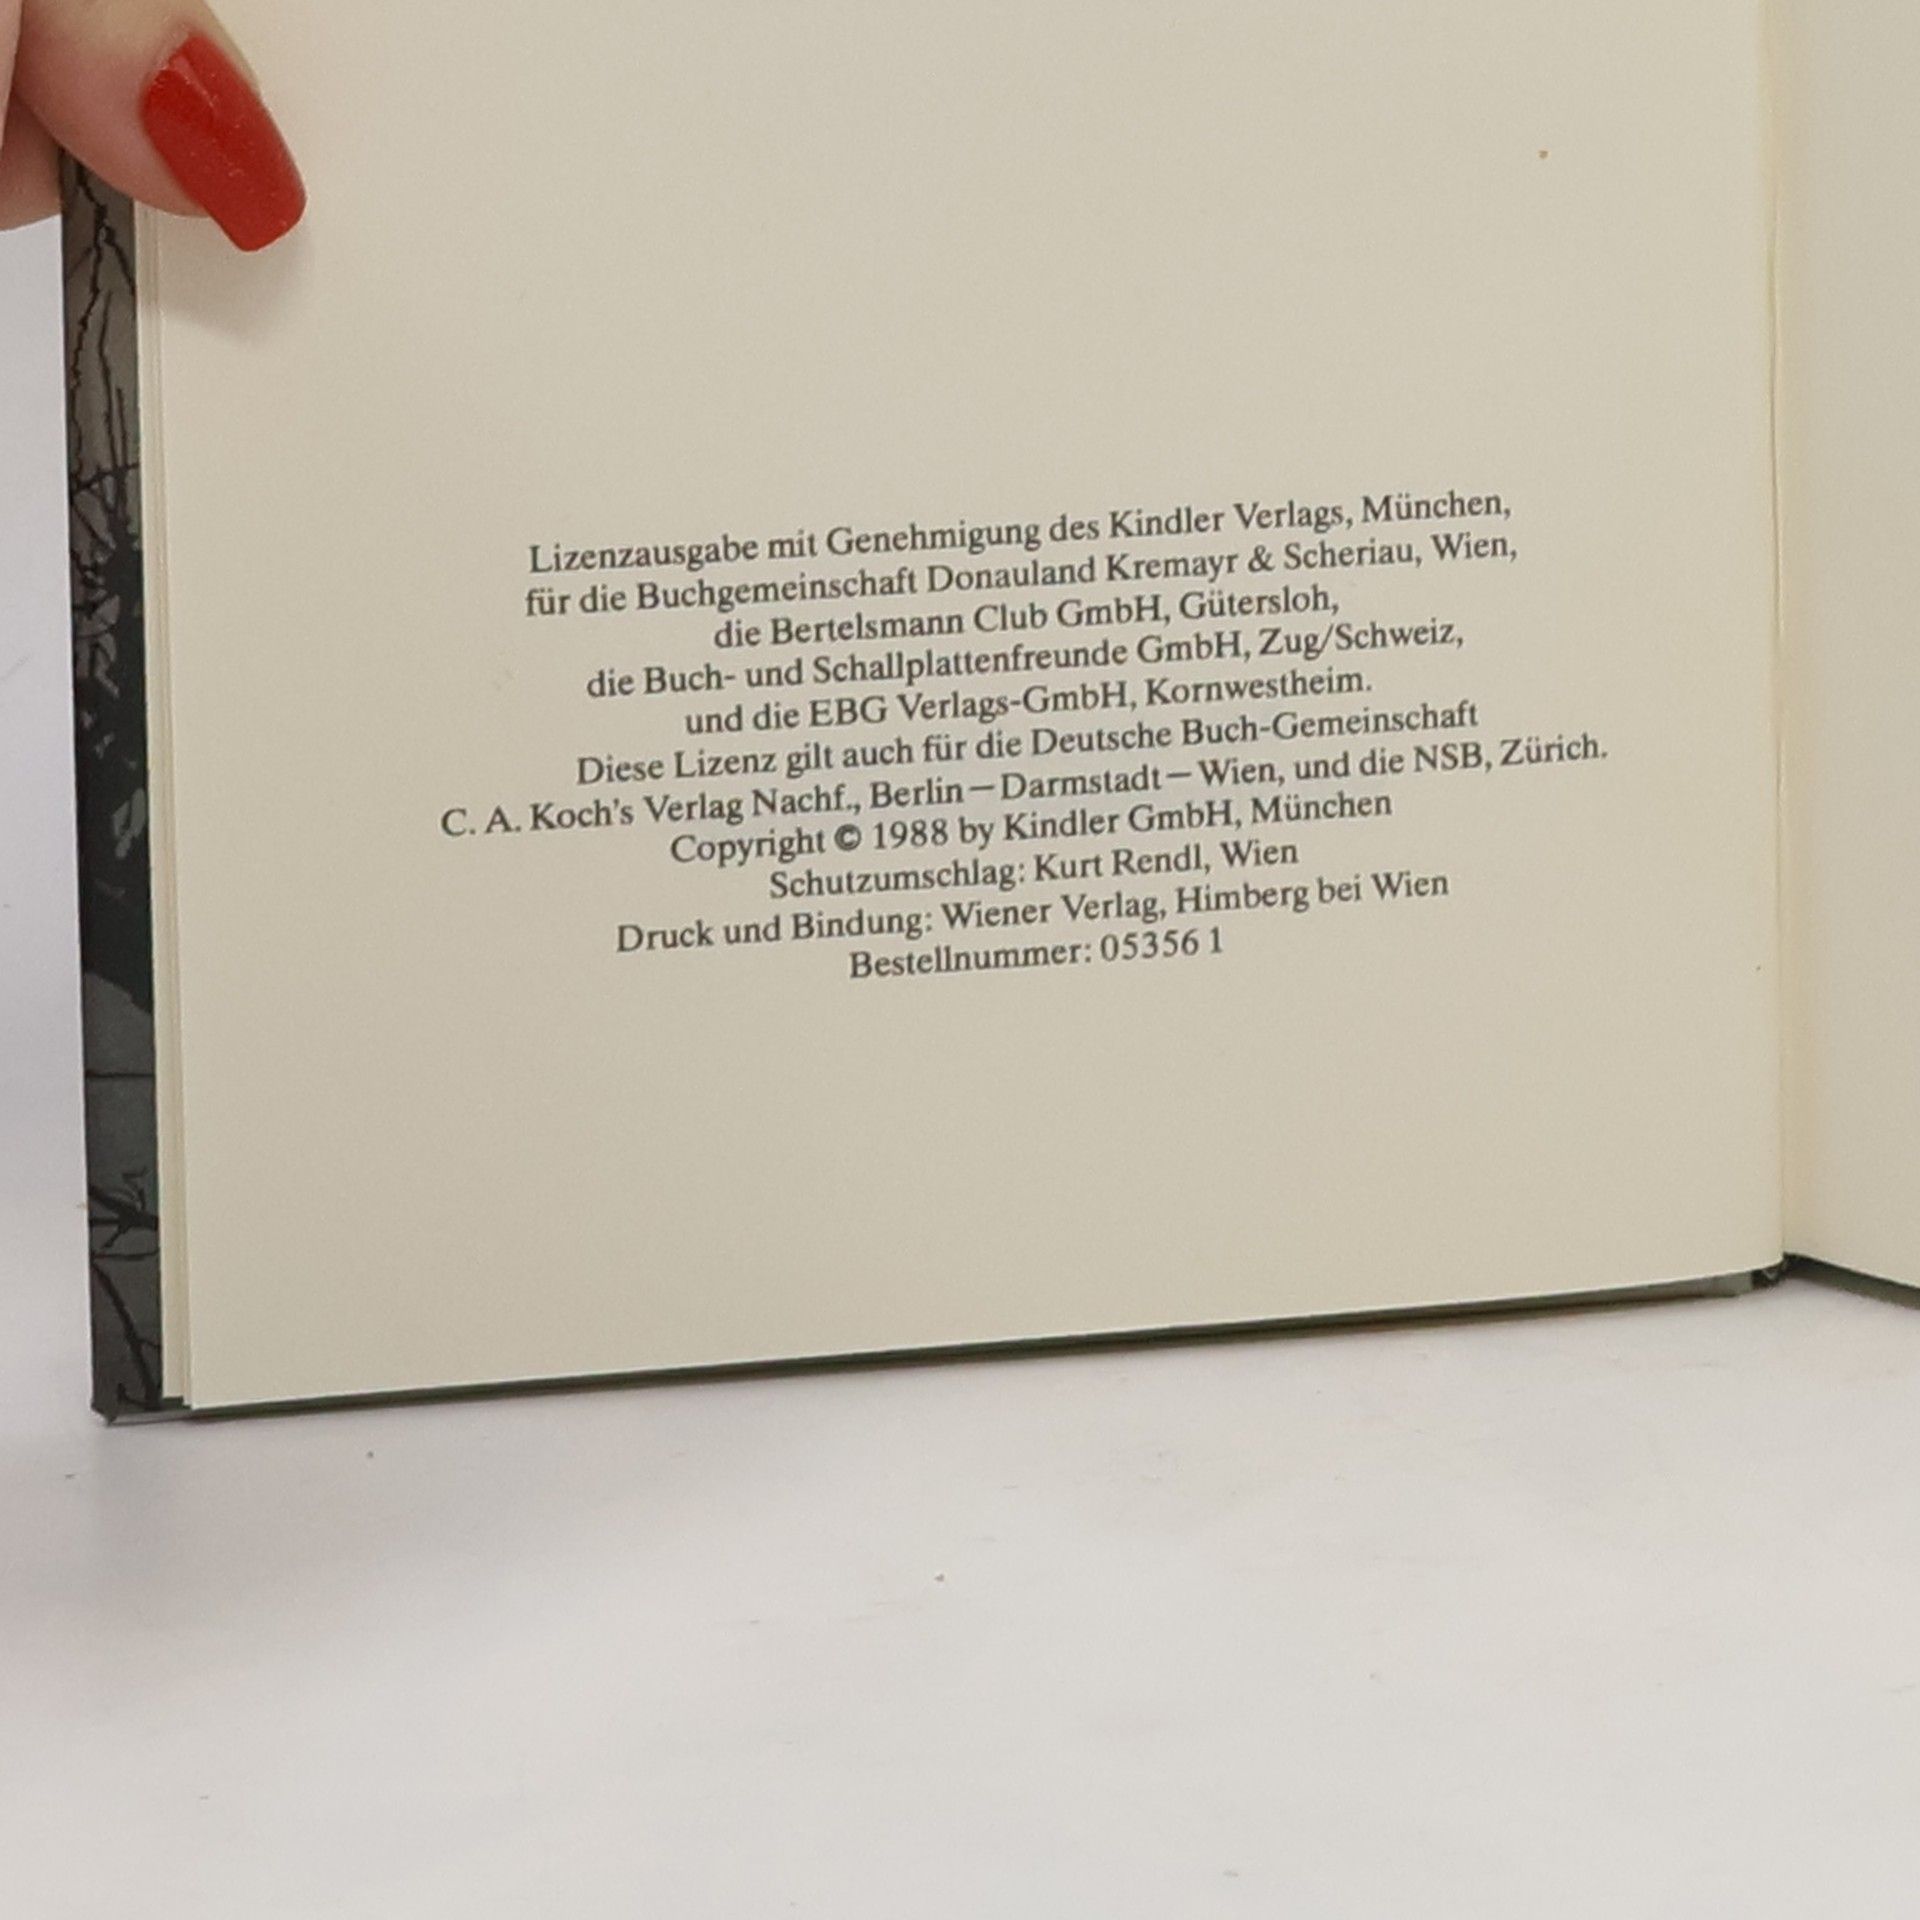 Lizenzausgabe mit Genehmigung des Kindler Verlags, München,
für die Buchgemeinschaft Donauland Kremayr & Scheriau, Wien,
die Bertelsmann Club GmbH, Gütersloh,
die Buch- und Schallplattenfreunde GmbH, Zug/Schweiz,
und die EBG Verlags-GmbH, Kornwestheim.
Diese Lizenz gilt auch für die Deutsche Buch-Gemeinschaft
C. A. Koch's Verlag Nachf., Berlin—Darmstadt—Wien, und die NSB, Zürich.
Copyright © 1988 by Kindler GmbH, München
Schutzumschlag: Kurt Rendl, Wien
Druck und Bindung: Wiener Verlag, Himberg bei Wien
Bestellnummer: 05356 1